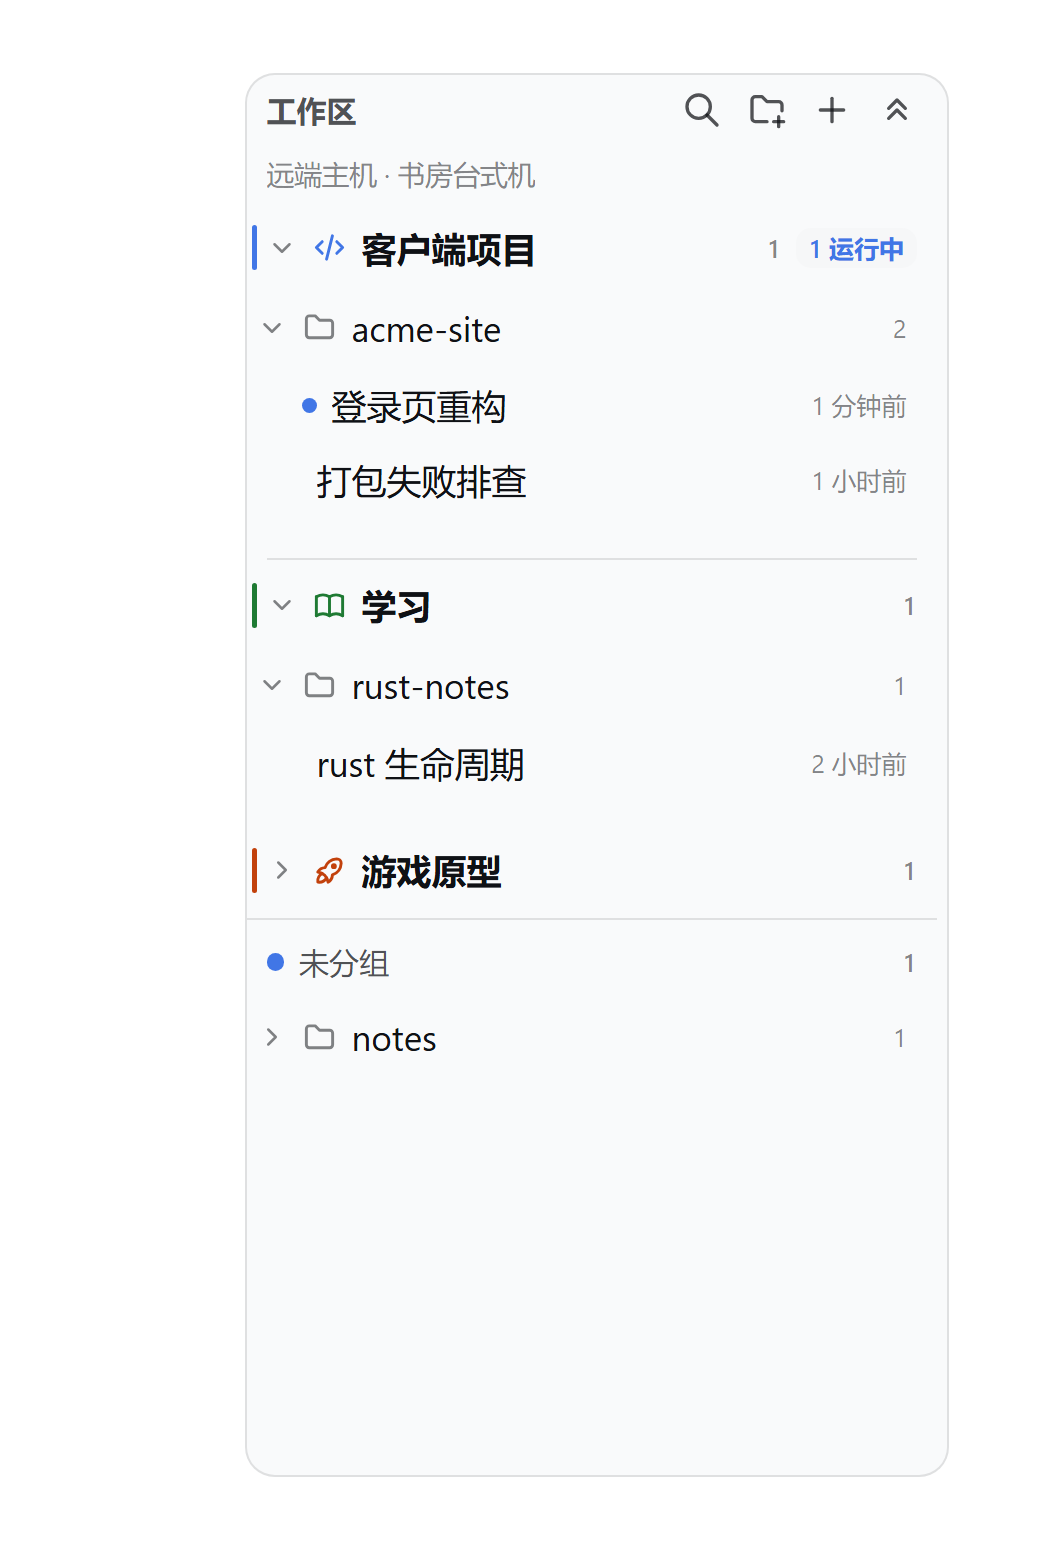 工作区
远端主机 · 书房台式机
客户端项目 1 1 运行中
acme-site 2
登录页重构 1 分钟前
打包失败排查 1 小时前
学习 1
rust-notes 1
rust 生命周期 2 小时前
游戏原型 1
未分组 1
notes 1